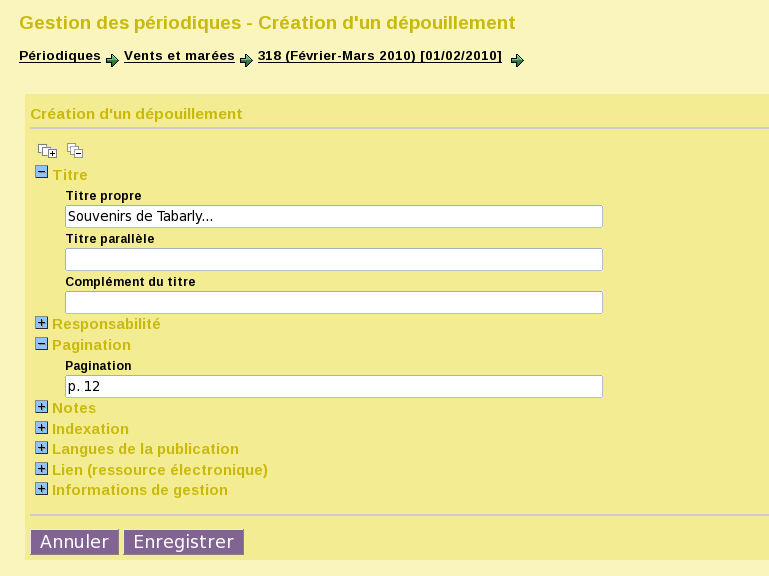 Gestion des périodiques - Création d'un dépouillement
Périodiques Vents et marées 318 (Février-Mars 2010) [01/02/2010]
Création d'un dépouillement
Titre
Titre propre
Souvenirs de Tabarly...
Titre parallèle
Complément du titre
Responsabilité
Pagination
Pagination
p. 12
Notes
Indexation
Langues de la publication
Lien (ressource électronique)
Informations de gestion
Annuler Enregistrer